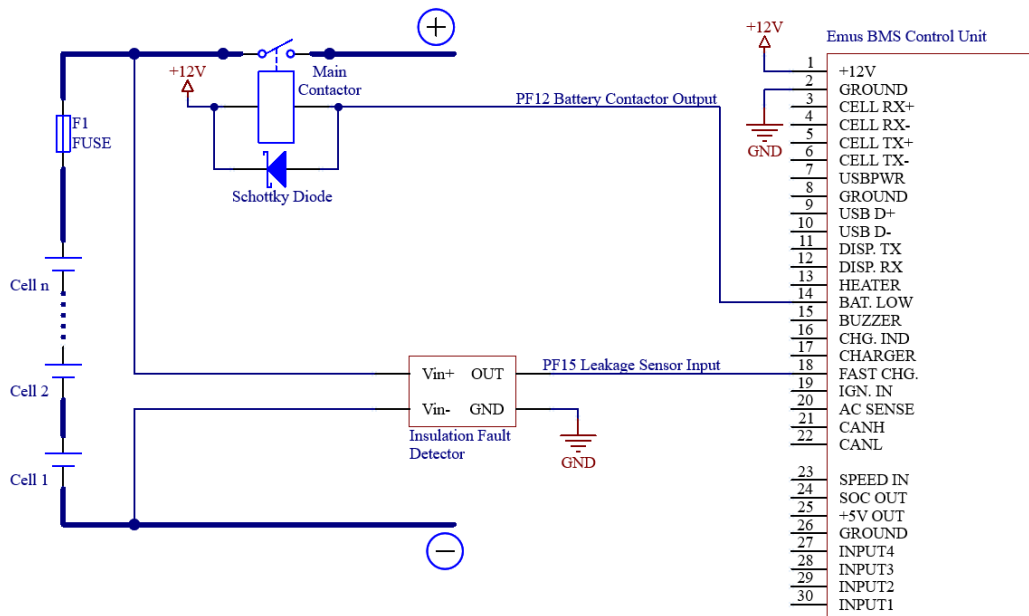 +
+12V
Emus BMS Control Unit
Main
Contactor
+12V
F1
FUSE
PF12 Battery Contactor Output
GND
Schottky Diode
1 +12V
2 GROUND
3 CELL RX+
4 CELL RX-
5 CELL TX+
6 CELL TX-
7 USBPWR
8 GROUND
9 USB D+
10 USB D-
11 DISP. TX
12 DISP. RX
13 HEATER
14 BAT. LOW
15 BUZZER
16 CHG. IND
17 CHARGER
18 FAST CHG.
19 IGN. IN
20 AC SENSE
21 CANH
22 CANL
23 SPEED IN
24 SOC OUT
25 +5V OUT
26 GROUND
27 INPUT4
28 INPUT3
29 INPUT2
30 INPUT1
Cell n
Cell 2
Cell 1
PF15 Leakage Sensor Input
Vin+ OUT
Vin- GND
Insulation Fault
Detector
GND
−